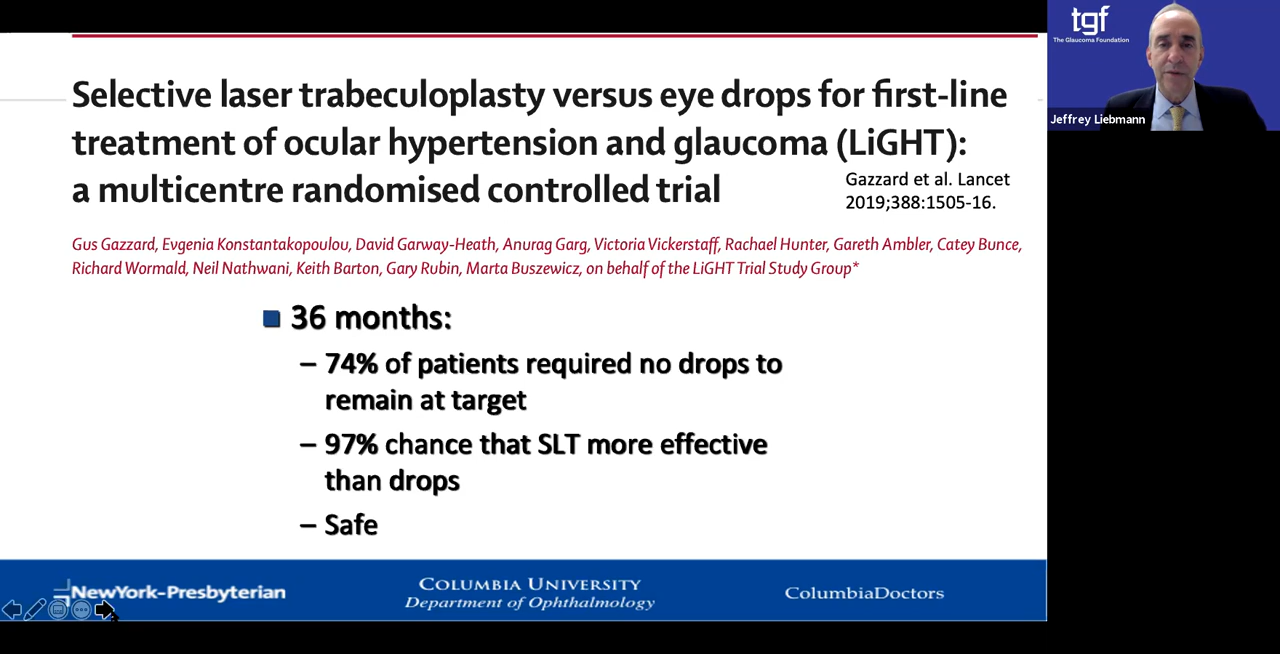 Selective laser trabeculoplasty versus eye drops for first-line
treatment of ocular hypertension and glaucoma (LiGHT):
a multicentre randomised controlled trial
Gazzard et al. Lancet
2019;388:1505-16.
Gus Gazzard, Evgenia Konstantakopoulou, David Garway-Heath, Anurag Garg, Victoria Vickerstaff, Rachael Hunter, Gareth Ambler, Catey Bunce,
Richard Wormald, Neil Nathwani, Keith Barton, Gary Rubin, Marta Buszewicz, on behalf of the LiGHT Trial Study Group*
36 months:
– 74% of patients required no drops to
remain at target
– 97% chance that SLT more effective
than drops
– Safe
NewYork-Presbyterian
COLUMBIA UNIVERSITY
Department of Ophthalmology
ColumbiaDoctors
tgf
The Glaucoma Foundation
Jeffrey Liebmann